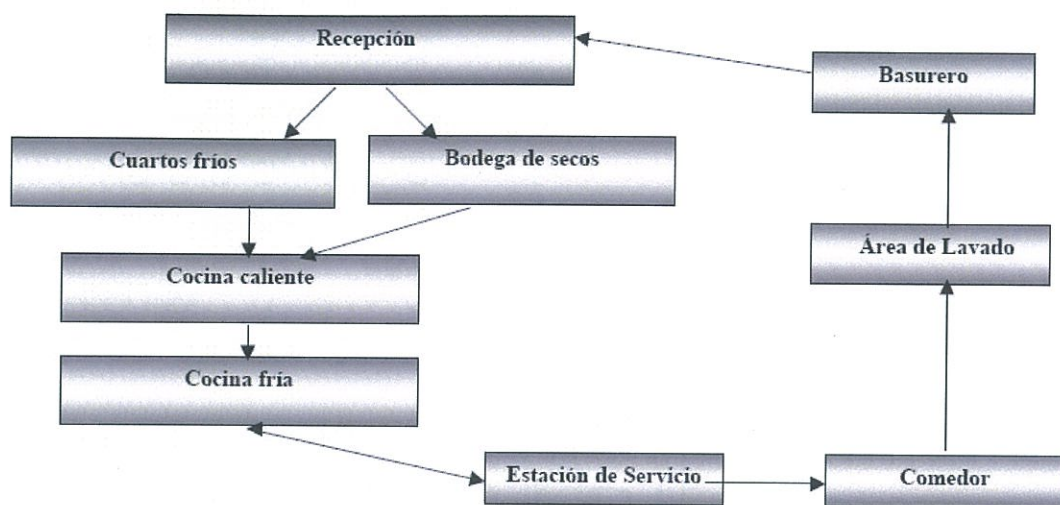 Recepción
Basurero
Cuartos fríos
Bodega de secos
Área de Lavado
Cocina caliente
Cocina fría
Estación de Servicio
Comedor